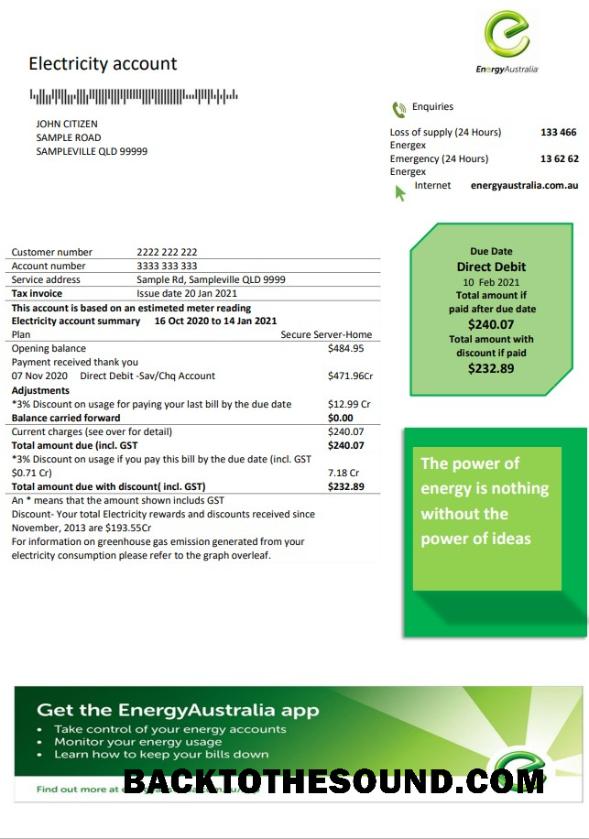 EnergyAustralia
Electricity account
JOHN CITIZEN
SAMPLE ROAD
SAMPLEVILLE QLD 99999
Enquiries
Loss of supply (24 Hours) 133 466
Energex
Emergency (24 Hours) 13 62 62
Energex
Internet energyaustralia.com.au
Customer number 2222 222 222
Account number 3333 333 333
Service address Sample Rd, Sampleville QLD 9999
Tax invoice Issue date 20 Jan 2021
This account is based on an estimeted meter reading
Electricity account summary 16 Oct 2020 to 14 Jan 2021
Plan Secure Server-Home
Opening balance $484.95
Payment received thank you
07 Nov 2020 Direct Debit -Sav/Chq Account $471.96Cr
Adjustments
*3% Discount on usage for paying your last bill by the due date $12.99 Cr
Balance carried forward $0.00
Current charges (see over for detail) $240.07
Total amount due (incl. GST $240.07
*3% Discount on usage if you pay this bill by the due date (incl. GST
$0.71 Cr) 7.18 Cr
Total amount due with discount( incl. GST) $232.89
An * means that the amount shown includes GST
Discount- Your total Electricity rewards and discounts received since
November, 2013 are $193.55Cr
For information on greenhouse gas emission generated from your
electricity consumption please refer to the graph overleaf.
Due Date
Direct Debit
10 Feb 2021
Total amount if
paid after due date
$240.07
Total amount with
discount if paid
$232.89
The power of
energy is nothing
without the
power of ideas
Get the EnergyAustralia app
• Take control of your energy accounts
• Monitor your energy usage
• Learn how to keep your bills down
BACKTOTHESOUND.COM
Find out more at